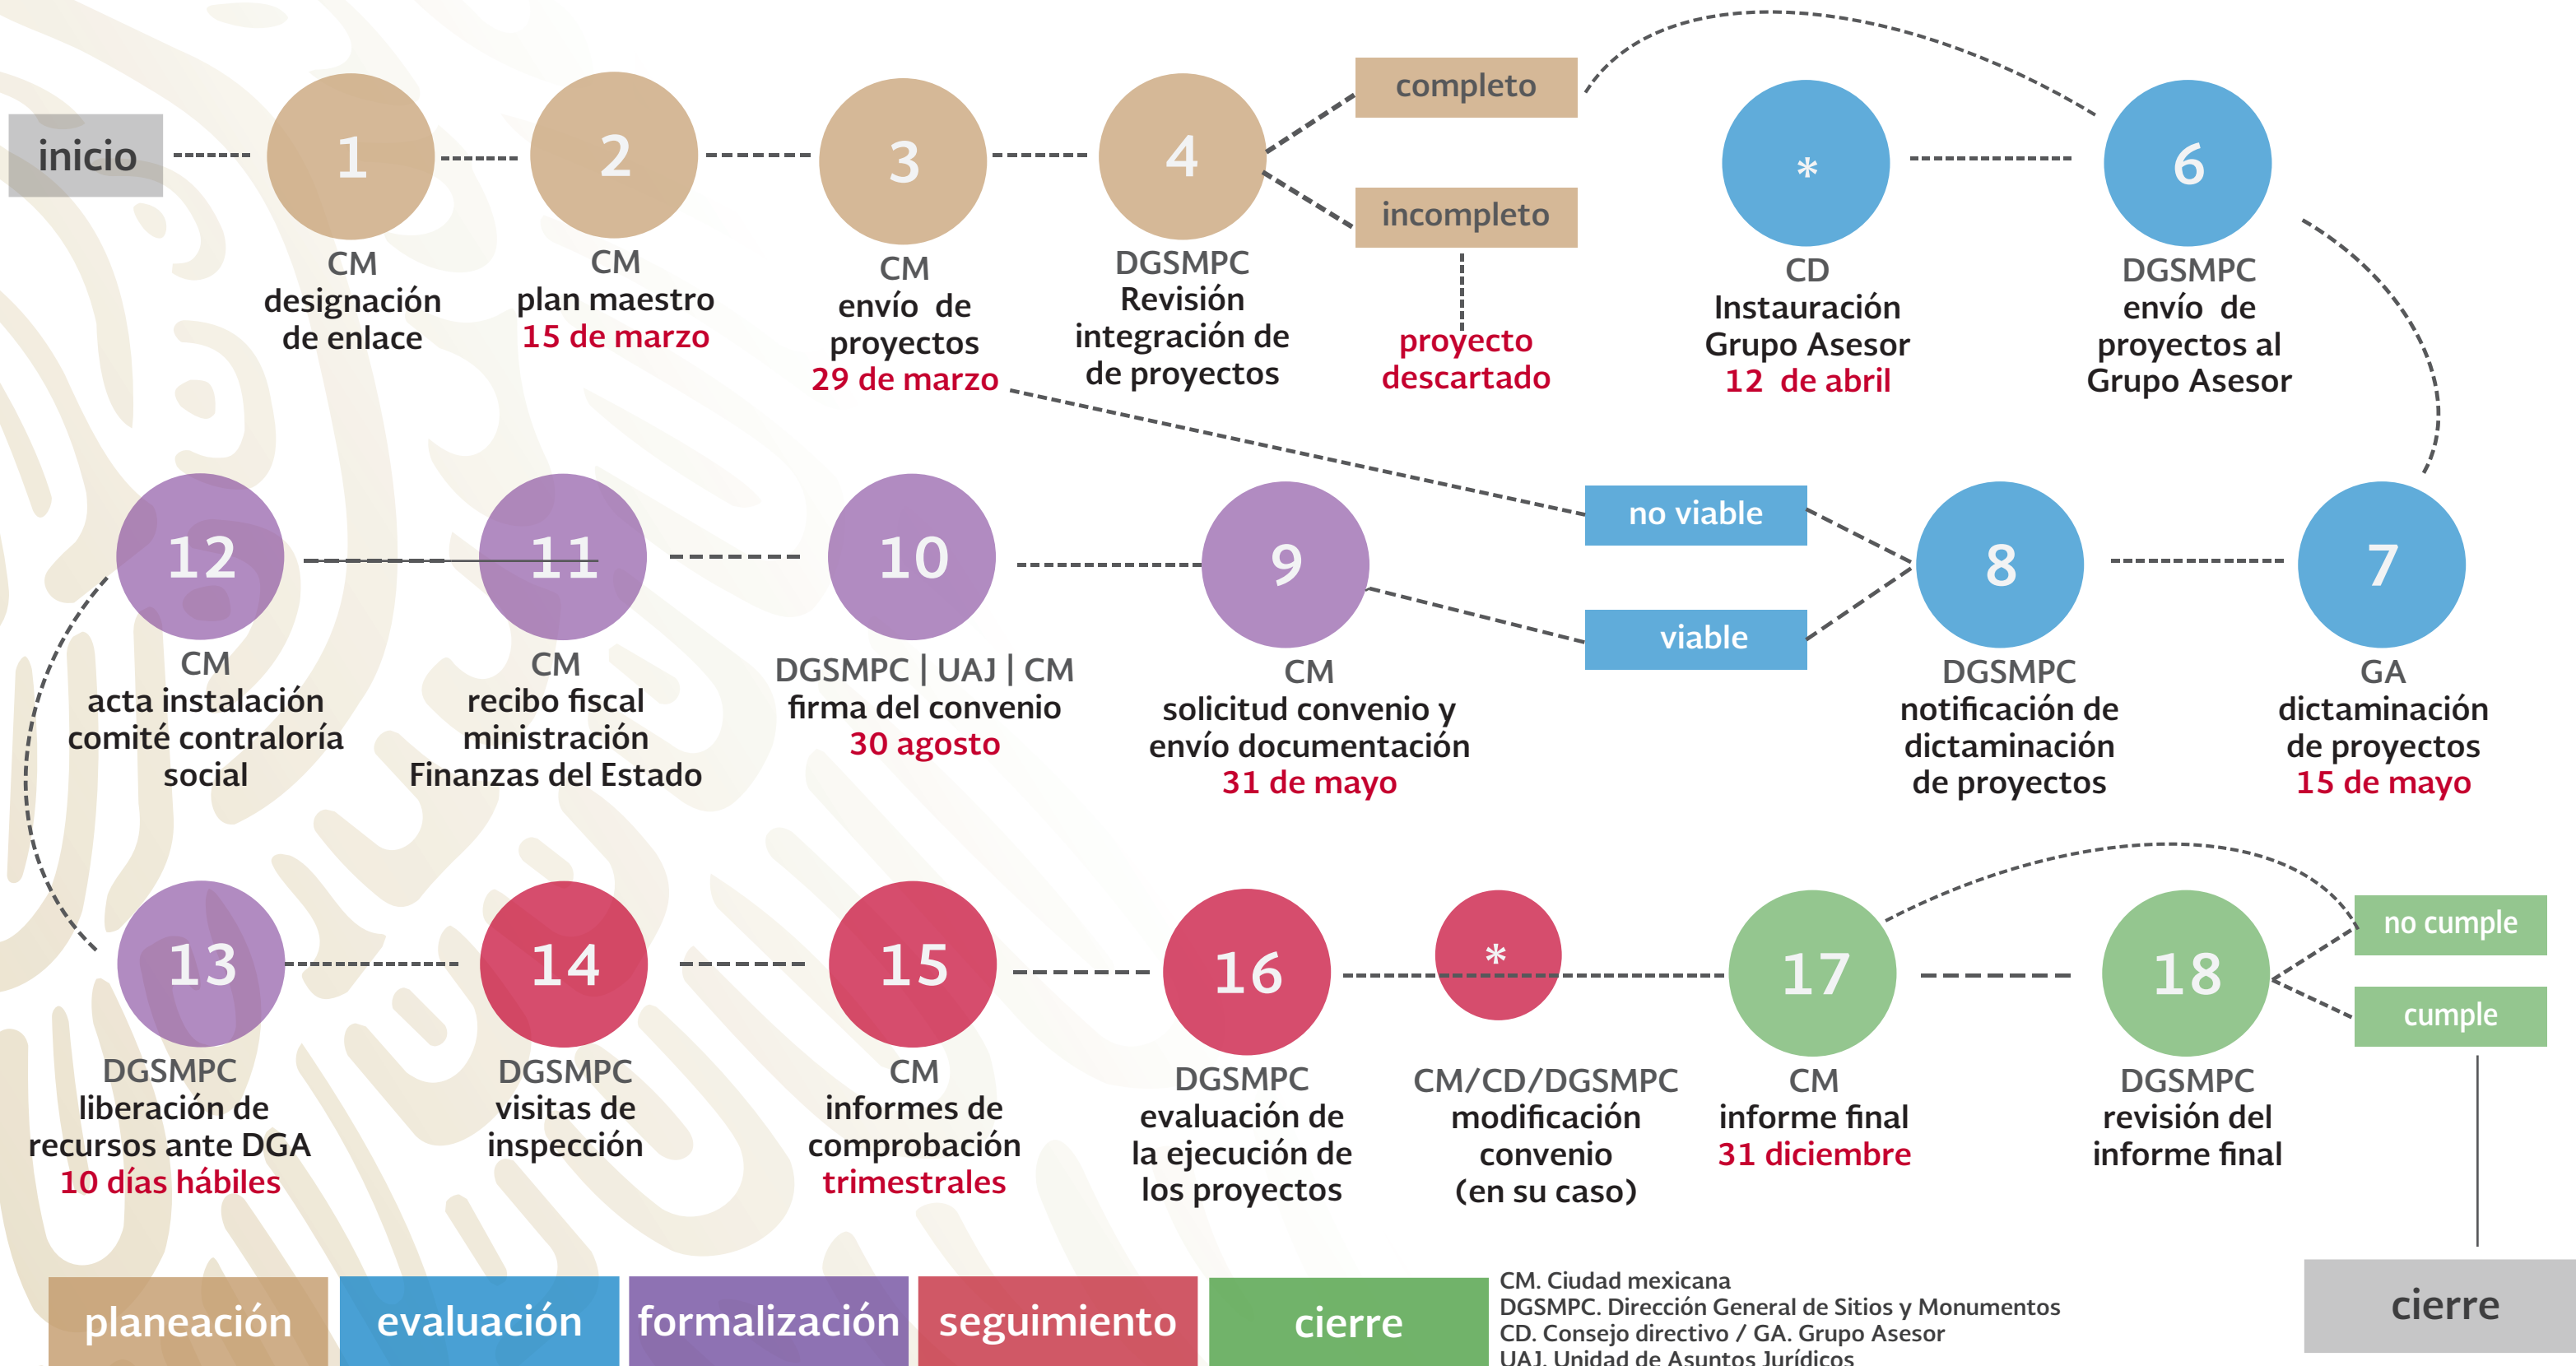 inicio
1
CM
designación
de enlace
2
CM
plan maestro
15 de marzo
3
CM
envío de
proyectos
29 de marzo
4
DGSMPC
Revisión
integración de
de proyectos
completo
incompleto
proyecto
descartado
*
CD
Instauración
Grupo Asesor
12 de abril
6
DGSMPC
envío de
proyectos al
Grupo Asesor
12
CM
acta instalación
comité contraloría
social
11
CM
recibo fiscal
ministración
Finanzas del Estado
10
DGSMPC | UAJ | CM
firma del convenio
30 agosto
9
CM
solicitud convenio y
envío documentación
31 de mayo
no viable
viable
8
DGSMPC
notificación de
dictaminación
de proyectos
7
GA
dictaminación
de proyectos
15 de mayo
13
DGSMPC
liberación de
recursos ante DGA
10 días hábiles
14
DGSMPC
visitas de
inspección
15
CM
informes de
comprobación
trimestrales
16
DGSMPC
evaluación de
la ejecución de
los proyectos
*
CM/CD/DGSMPC
modificación
convenio
(en su caso)
17
CM
informe final
31 diciembre
18
DGSMPC
revisión del
informe final
no cumple
cumple
planeación
evaluación
formalización
seguimiento
cierre
CM. Ciudad mexicana
DGSMPC. Dirección General de Sitios y Monumentos
CD. Consejo directivo / GA. Grupo Asesor
UAJ. Unidad de Asuntos Jurídicos
cierre